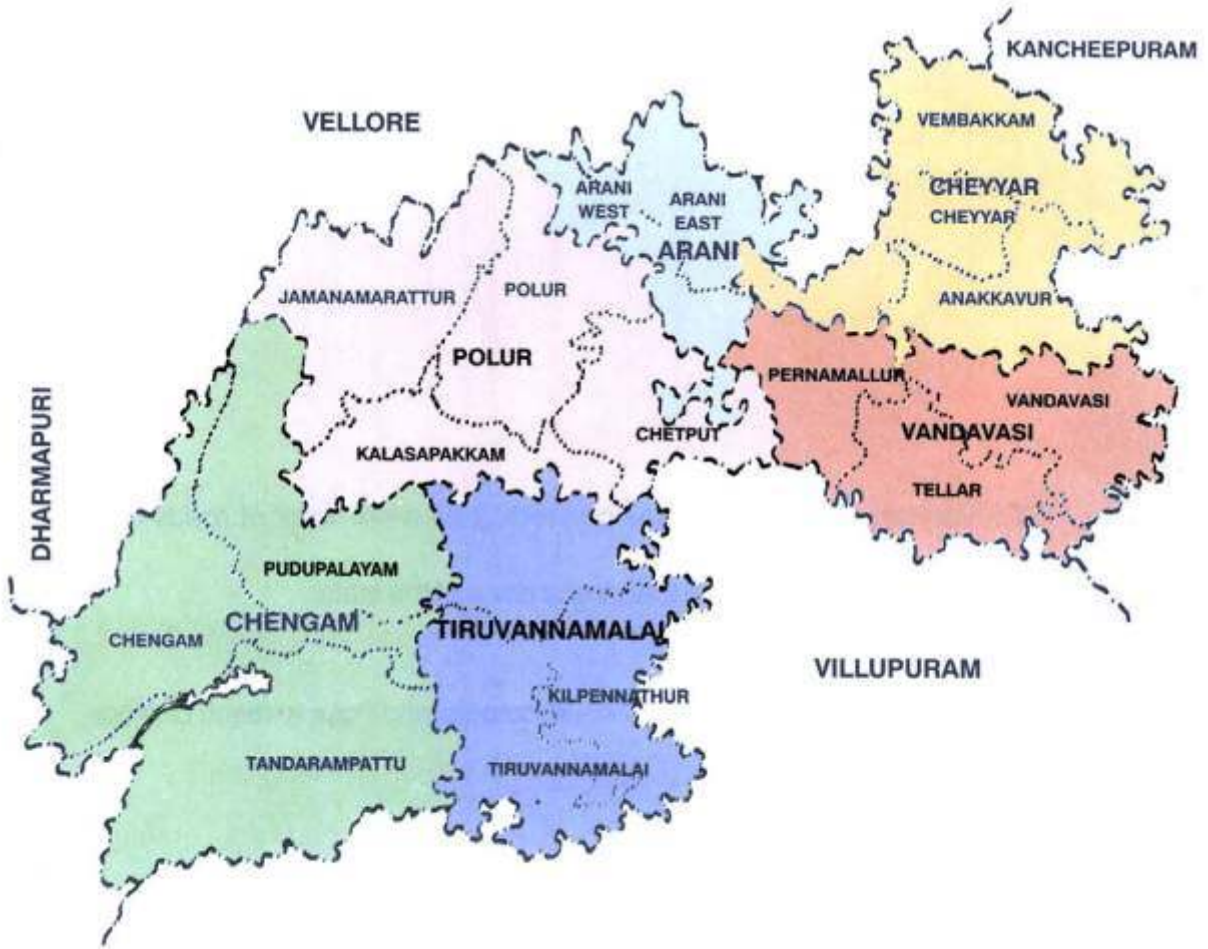 KANCHEEPURAM
VELLORE
VEMBAKKAM
ARANI
WEST
ARANI
EAST
ARANI
CHEYYAR
CHEYYAR
JAMANAMARATTUR
POLUR
ANAKKAVUR
POLUR
PERNAMALLUR
VANDAVASI
DHARMAPURI
KALASAPAKKAM
CHETPUT
VANDAVASI
TELLAR
PUDUPALAYAM
CHENGAM
CHENGAM
TIRUVANNAMALAI
VILLUPURAM
KILPENNATHUR
TANDARAMPATTU
TIRUVANNAMALAI